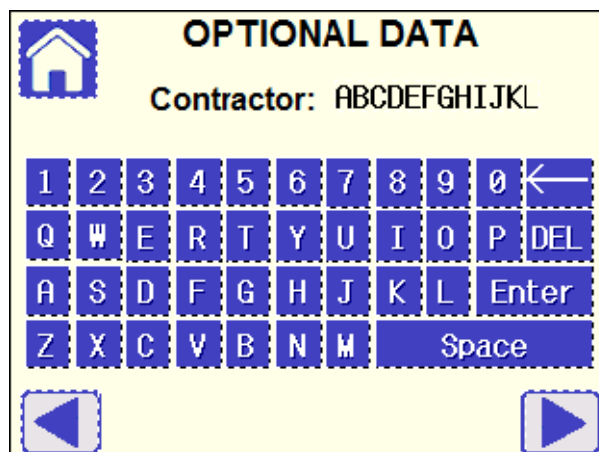 OPTIONAL DATA
Contractor: ABCDEFGHIJKL
1 2 3 4 5 6 7 8 9 0 ←
Q W E R T Y U I O P DEL
A S D F G H J K L Enter
Z X C V B N M Space